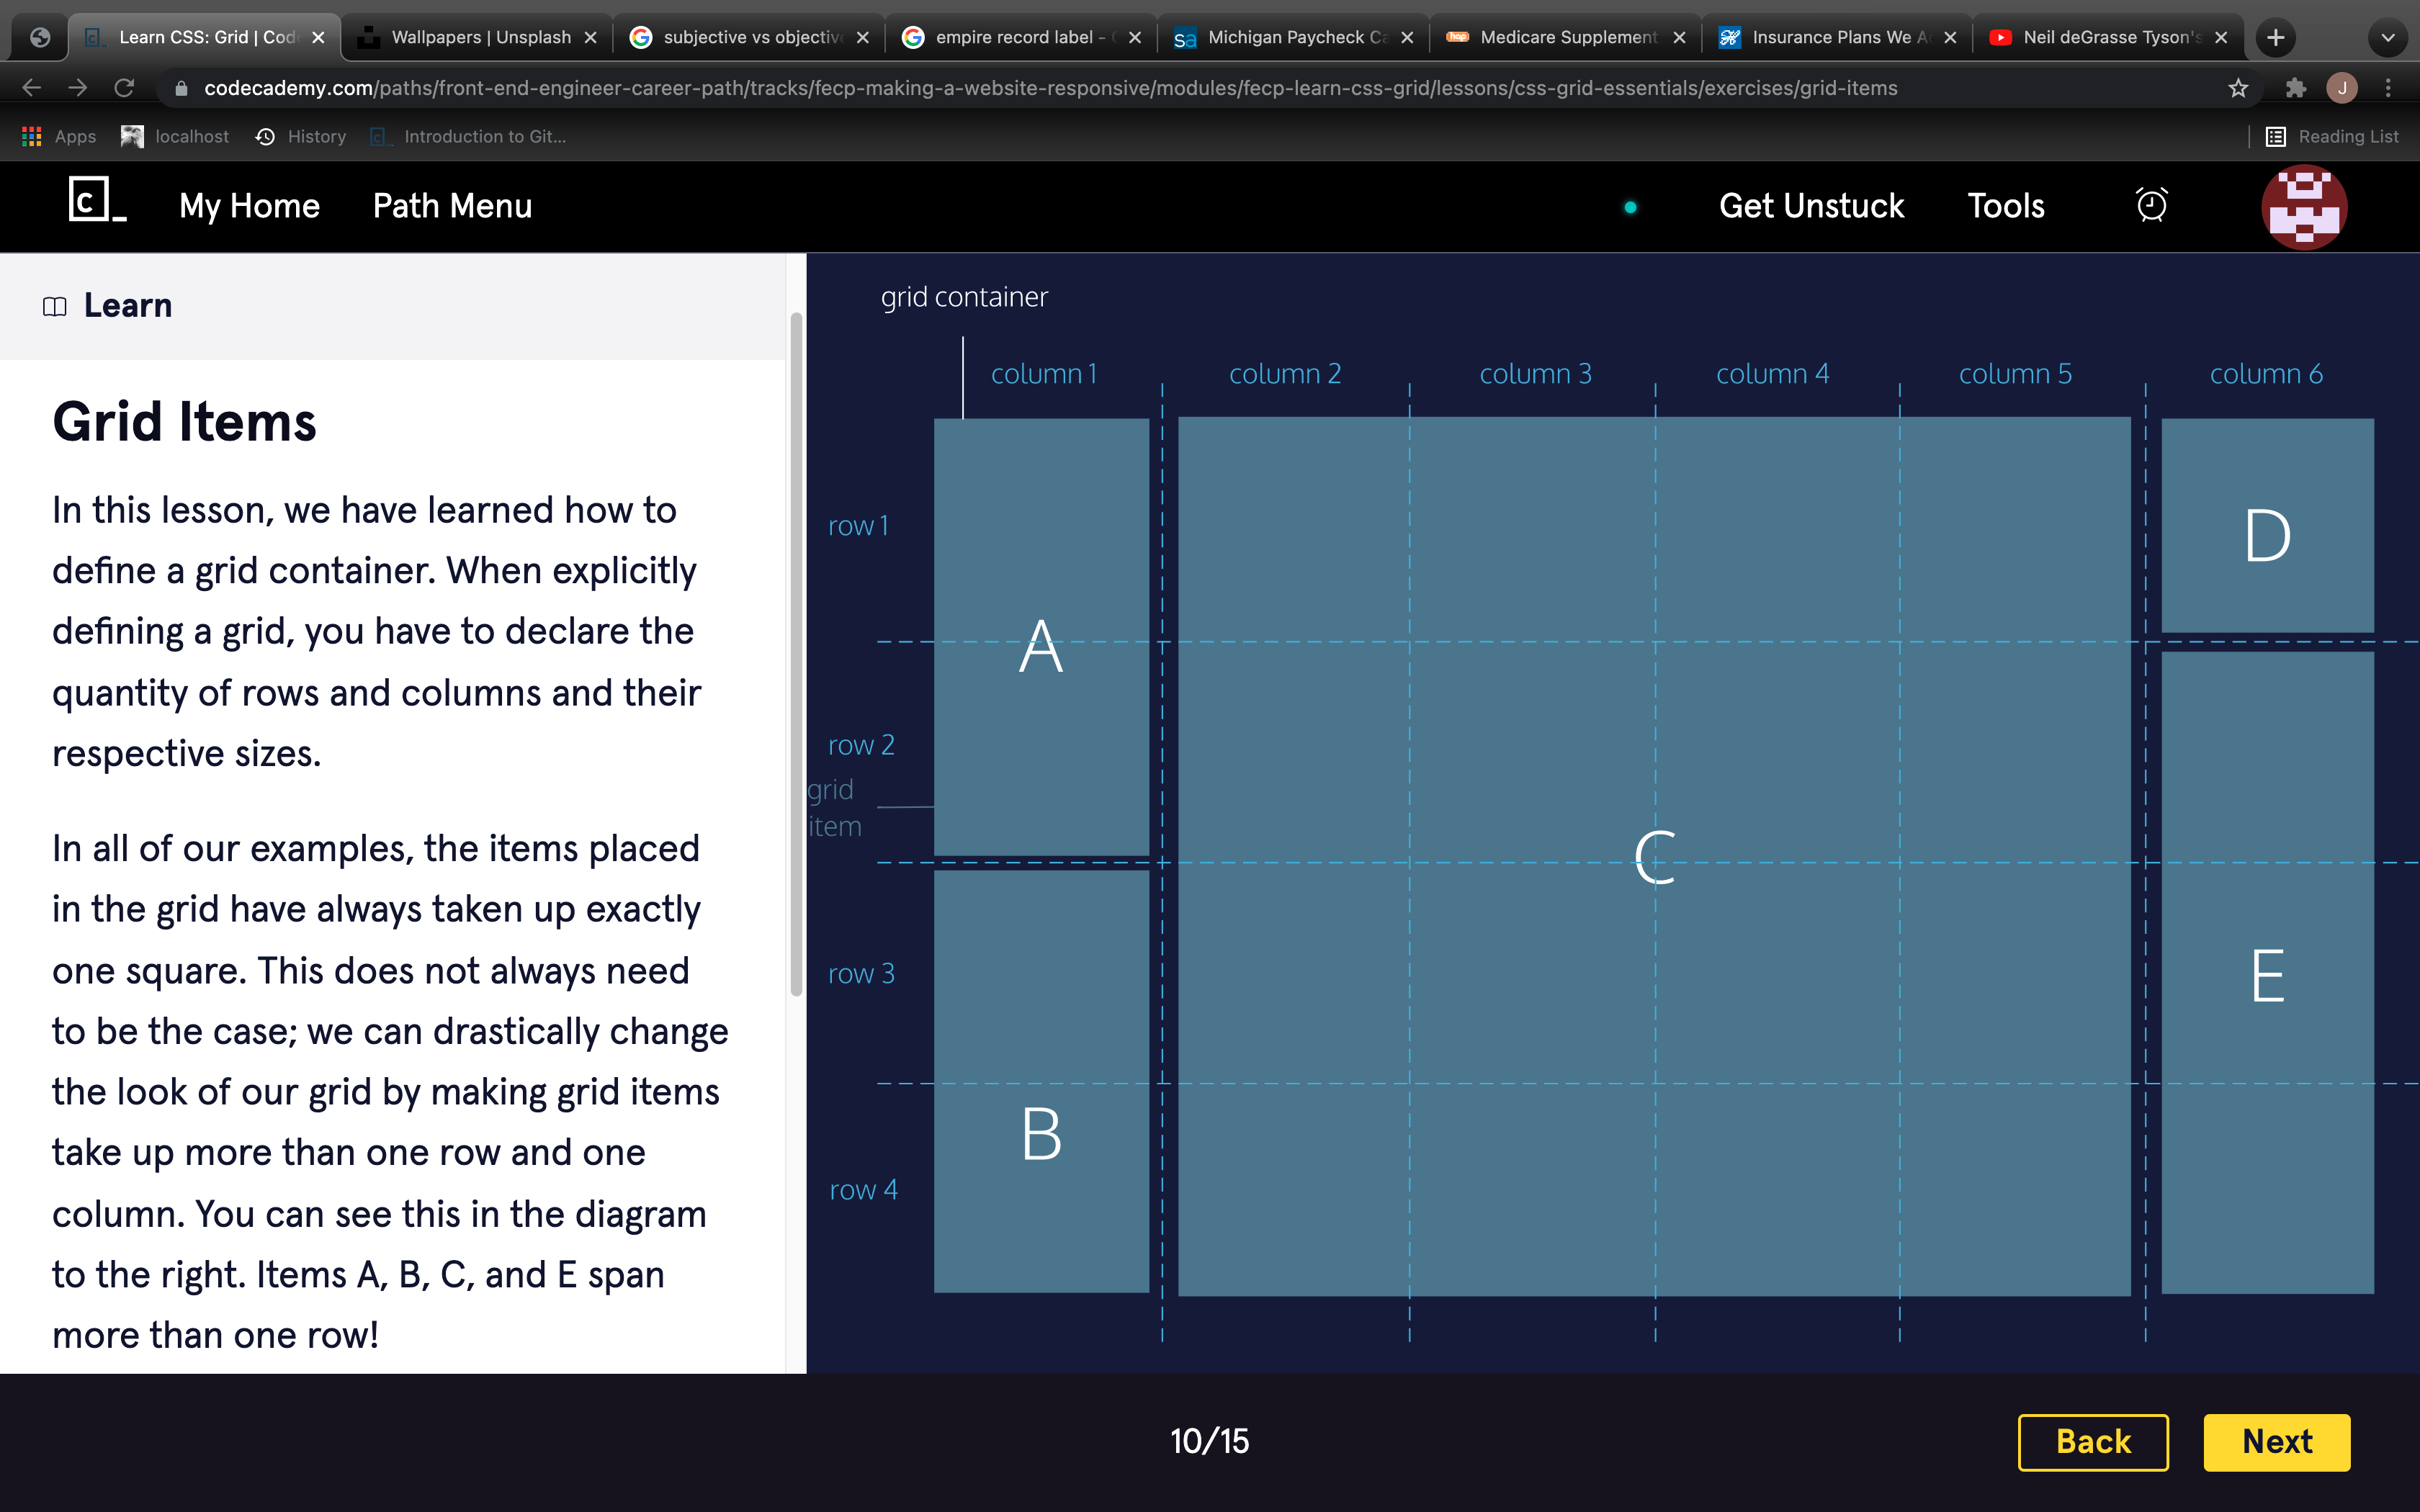 Learn CSS: Grid | Cod
Wallpapers | Unsplash
subjective vs objectiv
empire record label -
Michigan Paycheck Ca
Medicare Supplement
Insurance Plans We A
Neil deGrasse Tyson's
codecademy.com/paths/front-end-engineer-career-path/tracks/fecp-making-a-website-responsive/modules/fecp-learn-css-grid/lessons/css-grid-essentials/exercises/grid-items
J
Apps
localhost
History
Introduction to Git...
Reading List
My Home
Path Menu
Get Unstuck
Tools
Learn
Grid Items
In this lesson, we have learned how to
define a grid container. When explicitly
defining a grid, you have to declare the
quantity of rows and columns and their
respective sizes.
In all of our examples, the items placed
in the grid have always taken up exactly
one square. This does not always need
to be the case; we can drastically change
the look of our grid by making grid items
take up more than one row and one
column. You can see this in the diagram
to the right. Items A, B, C, and E span
more than one row!
grid container
column 1
column 2
column 3
column 4
column 5
column 6
row 1
row 2
grid
item
row 3
row 4
A
B
C
D
E
10/15
Back
Next